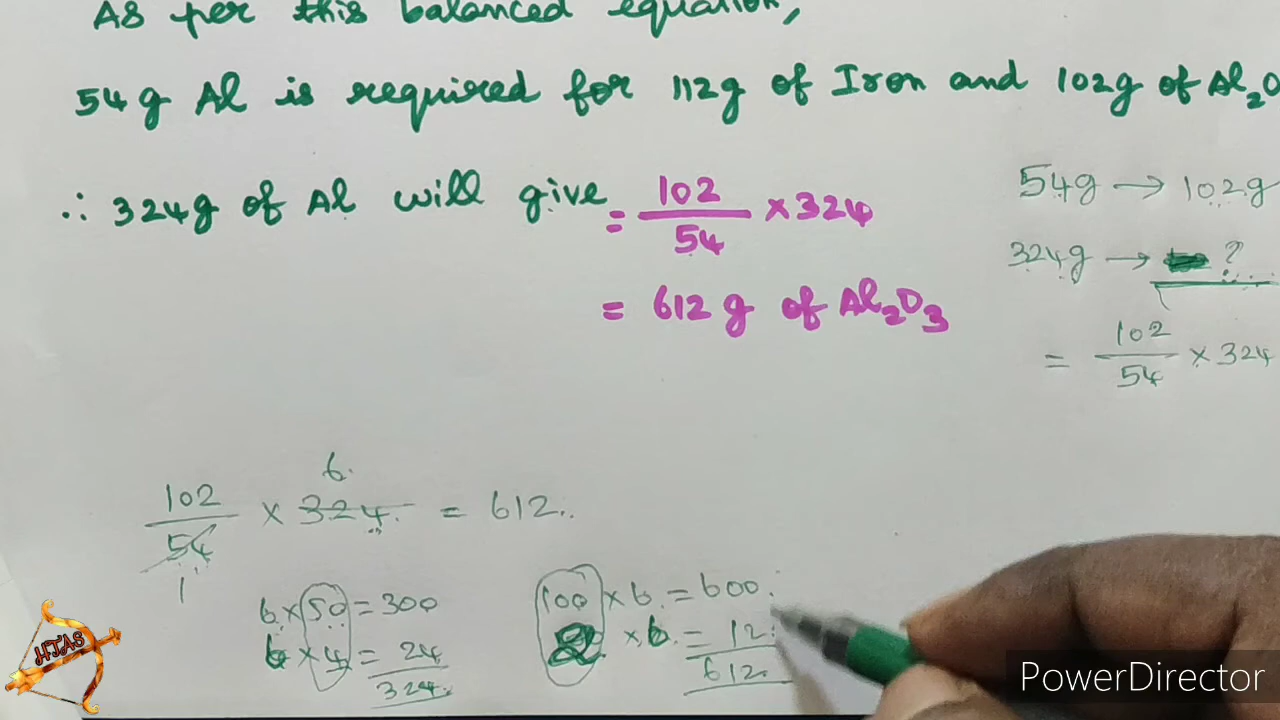 As per this balanced equation,
54g Al is required for 112g of Iron and 102g of Al₂O
∴ 324g of Al will give = 102/54 × 324
= 612 g of Al₂O₃
54g → 102g
324g → ?
= 102/54 × 324
102/54 × 324 = 612
6
1
6 × 50 = 300
6 × 4 = 24
324
100 × 6 = 600
2 × 6 = 12
612
HTAS
PowerDirector